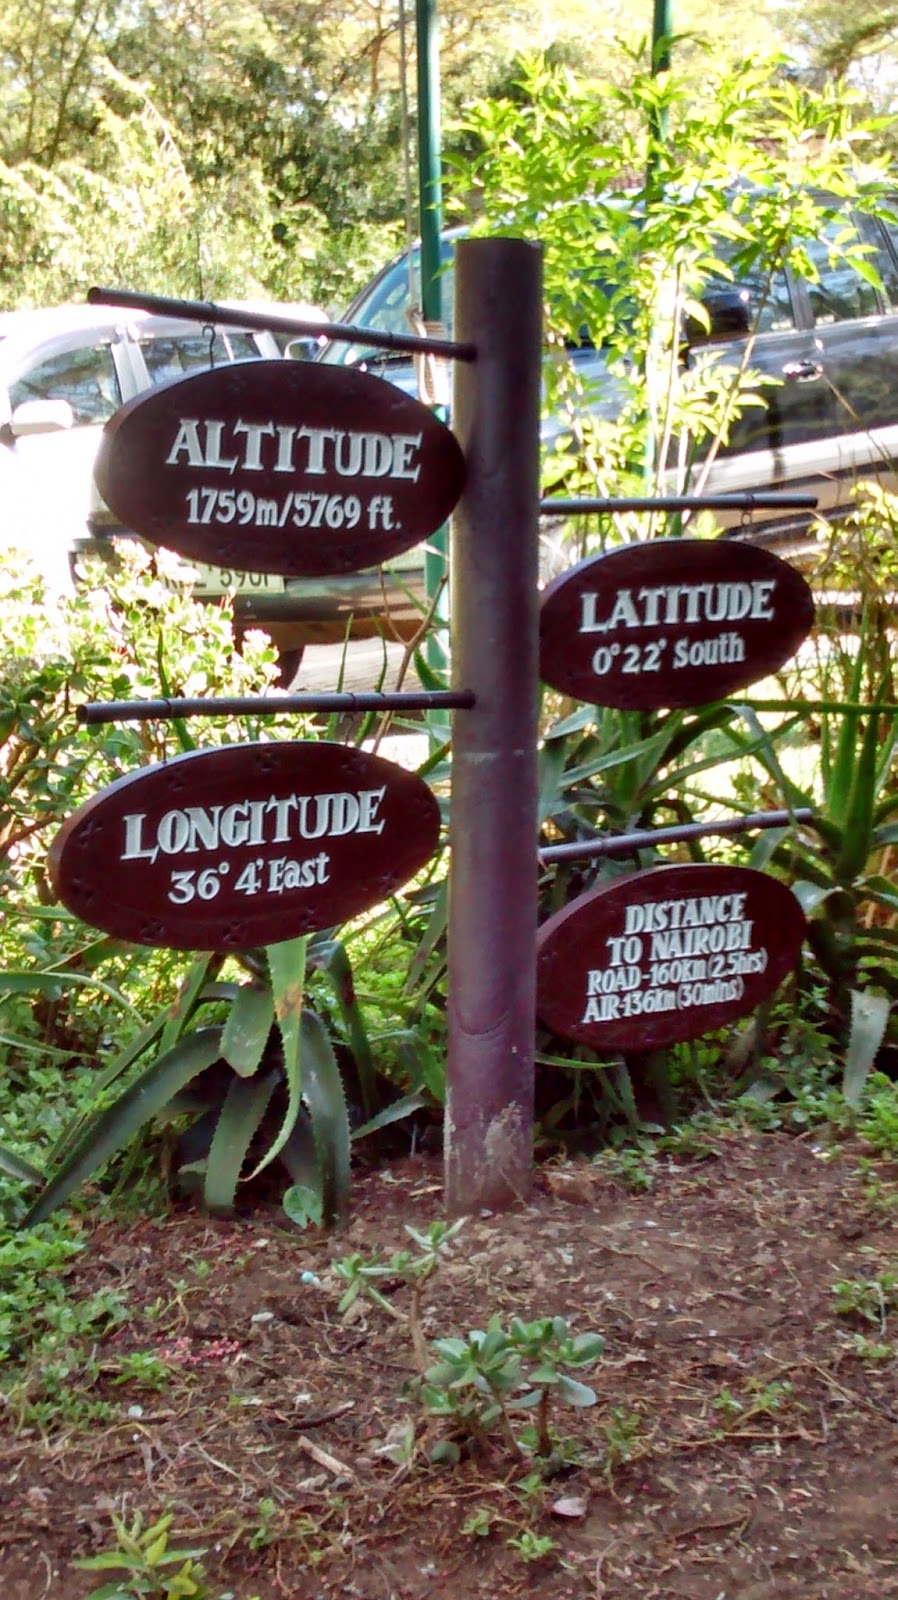 ALTITUDE
1759m/5769 ft.
LATITUDE
0°22' South
LONGITUDE
36° 4' East
DISTANCE
TO NAIROBI
ROAD-160Km(2.5hrs)
AIR-136Km(30mins)